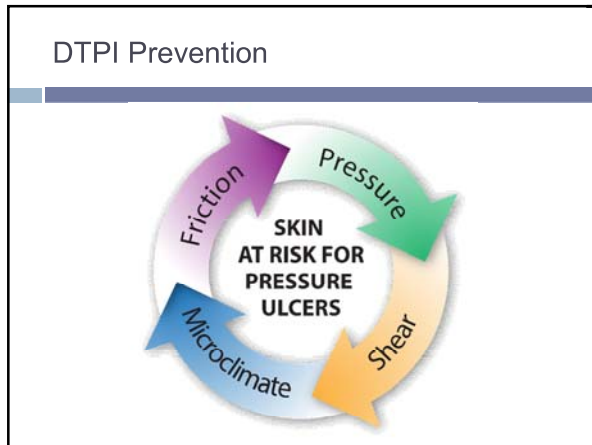 DTPI Prevention
Pressure
Shear
Microclimate
Friction
SKIN
AT RISK FOR
PRESSURE
ULCERS